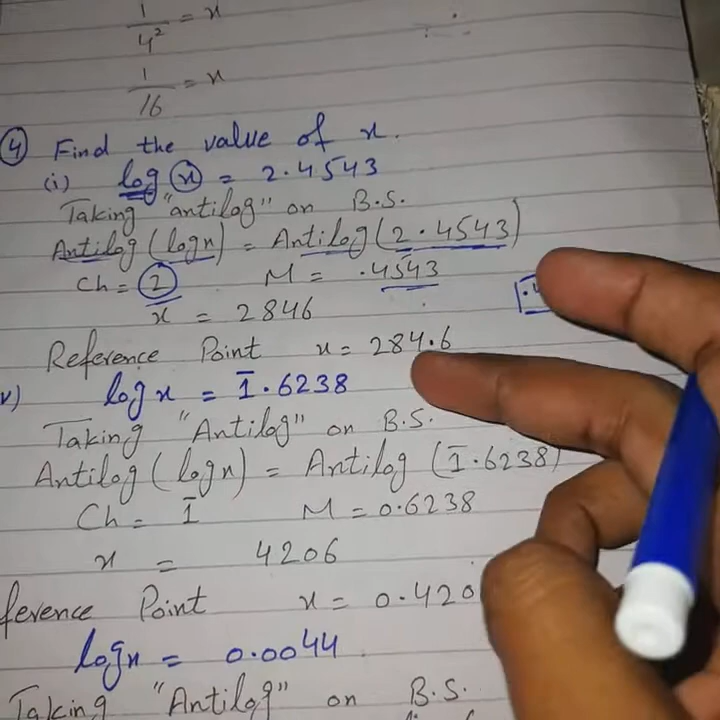 1/4² = x
1/16 = x
④ Find the value of x.
(i) log x = 2.4543
Taking "antilog" on B.S.
Antilog (log x) = Antilog (2.4543)
Ch = 2 M = .4543
x = 2846
Reference Point x = 284.6
v) log x = 1̄.6238
Taking "Antilog" on B.S.
Antilog (log x) = Antilog (1̄.6238)
Ch = 1̄ M = 0.6238
x = 4206
ference Point x = 0.420
log x = 0.0044
Taking "Antilog" on B.S.